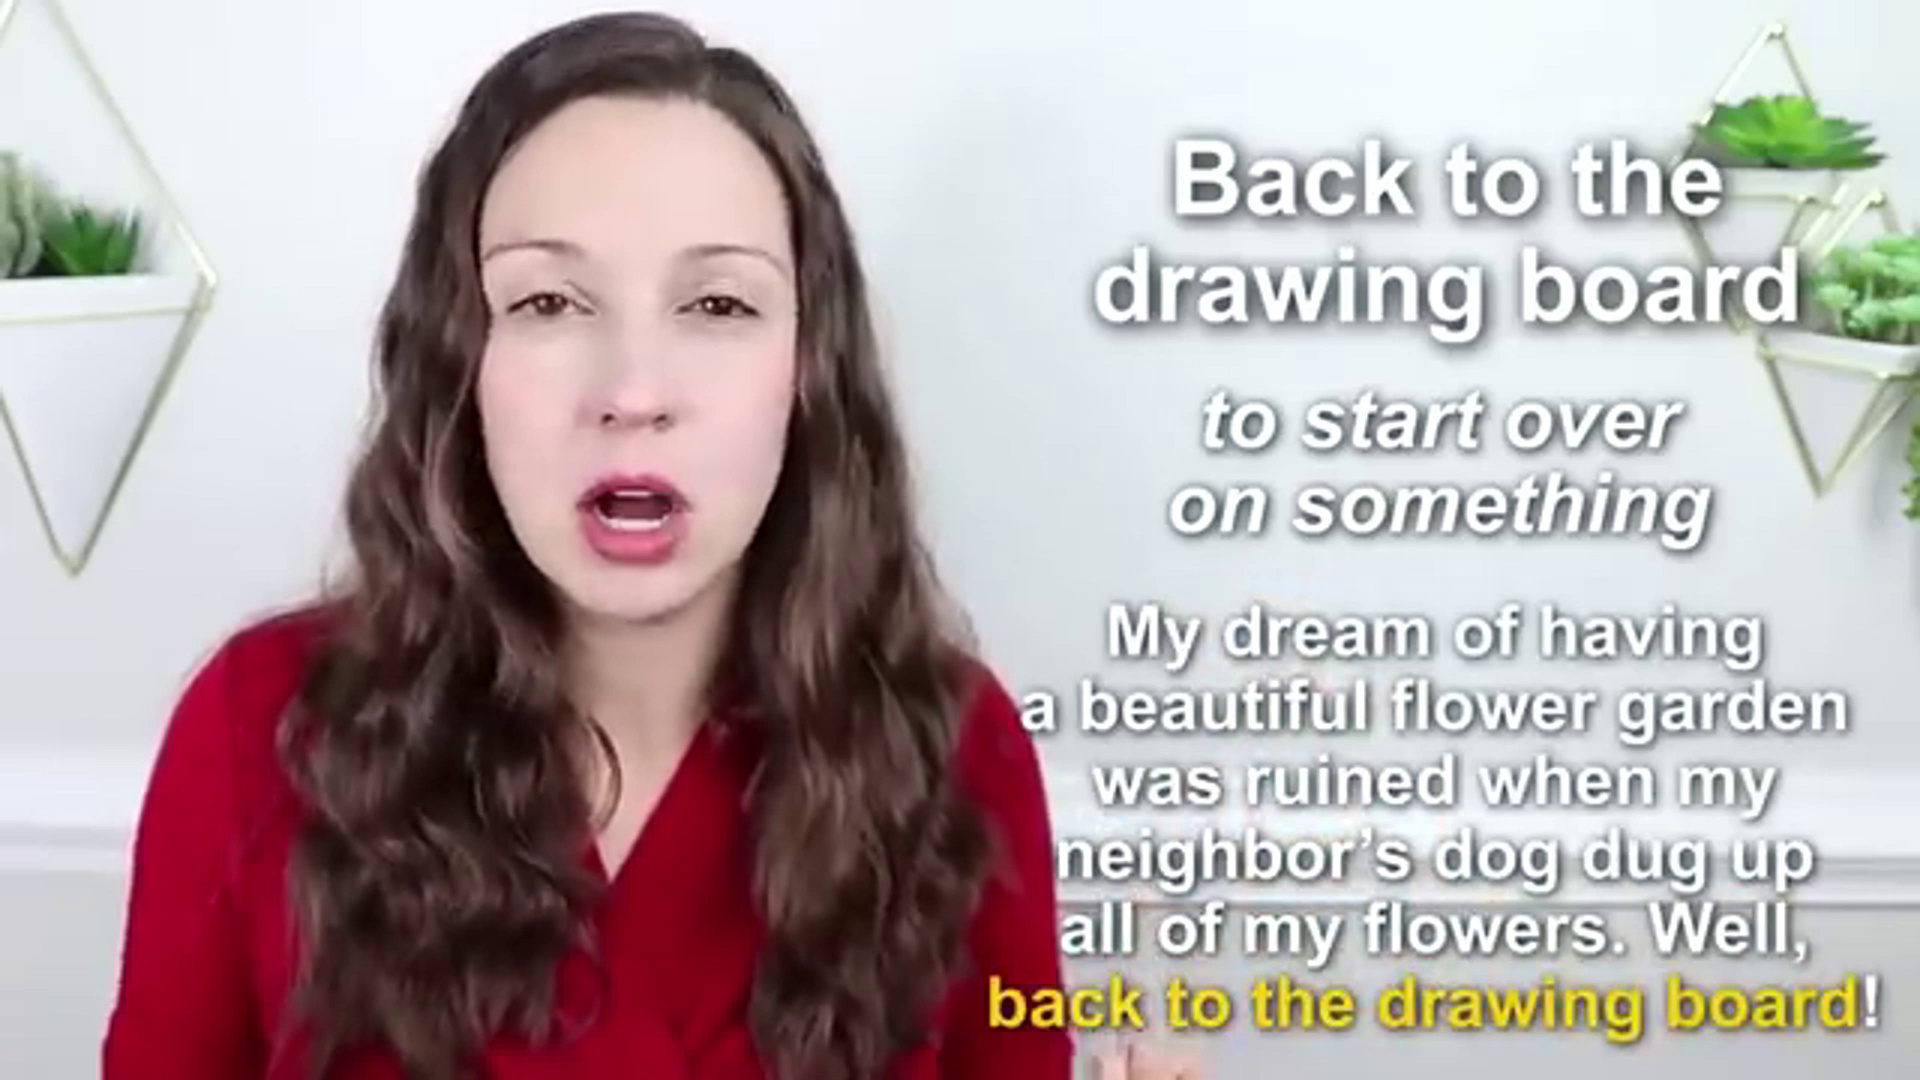 Back to the
drawing board
to start over
on something
My dream of having
a beautiful flower garden
was ruined when my
neighbor's dog dug up
all of my flowers. Well,
back to the drawing board!